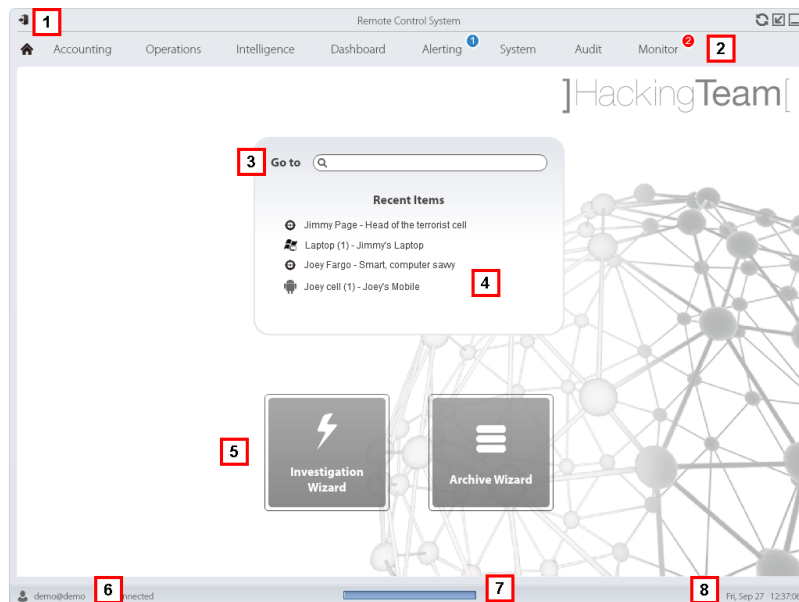 1
Remote Control System
Accounting Operations Intelligence Dashboard Alerting 1 System Audit Monitor 2 2
]HackingTeam[
3 Go to
Recent Items
Jimmy Page - Head of the terrorist cell
Laptop (1) - Jimmy's Laptop
Joey Fargo - Smart, computer savvy
Joey cell (1) - Joey's Mobile
4
5
Investigation
Wizard
Archive Wizard
demo@demo 6 nnected 7 8 Fri, Sep 27 12:37:06